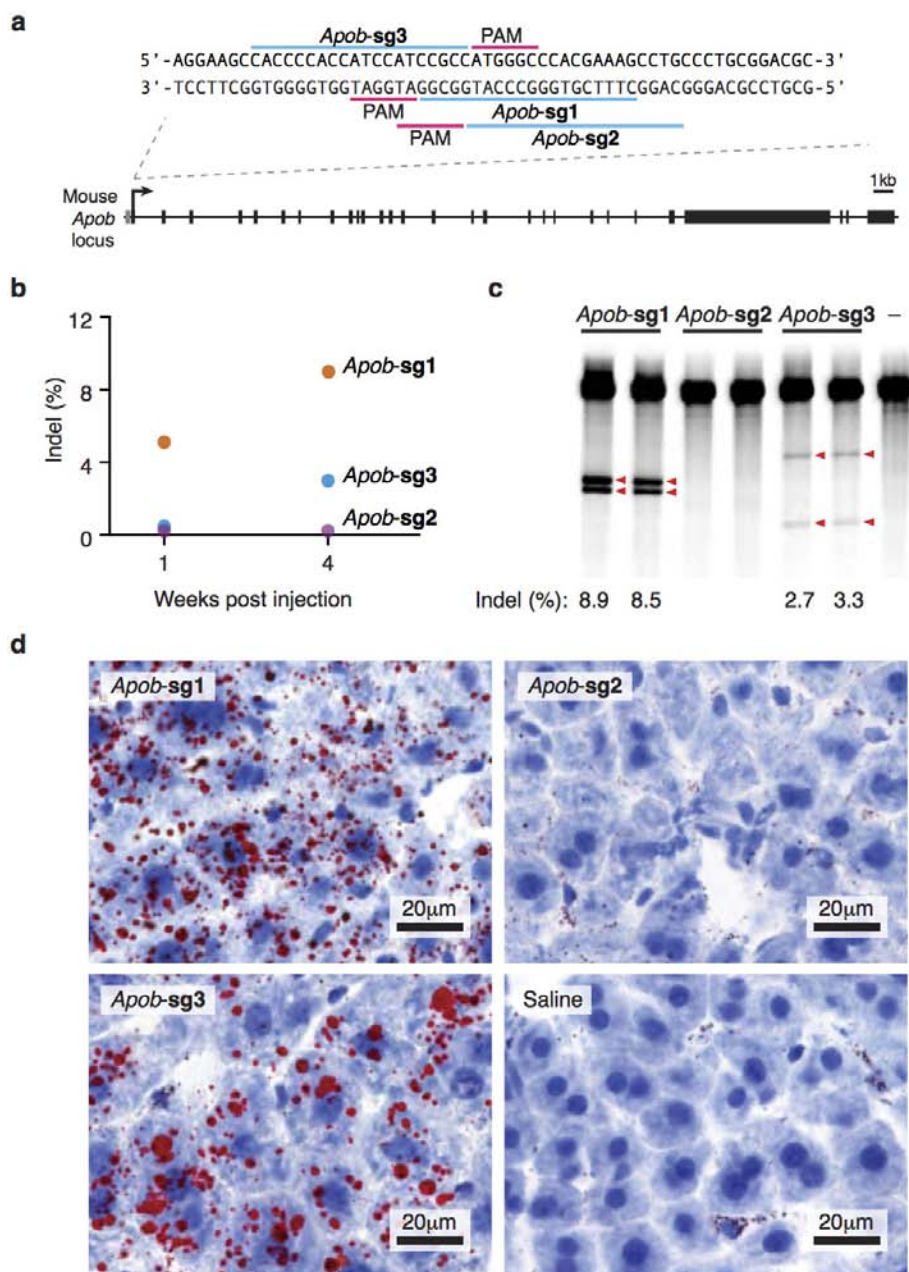 a
Apob-sg3 PAM
5'-AGGAAGCCACCCCACCATCCATCCGCCATGGGCCCACGAAAGCCTGCCCTGCGGACGC-3'
3'-TCCTTCGGTGGGGTGGTAGGTAGGCGGTACCCGGGTGCTTTCGGACGGGACGCCTGCG-5'
PAM Apob-sg1
PAM Apob-sg2
1kb
Mouse
Apob
locus
b
12
8
4
0
Indel (%)
Apob-sg1
Apob-sg3
Apob-sg2
1 4
Weeks post injection
c
Apob-sg1 Apob-sg2 Apob-sg3 –
Indel (%): 8.9 8.5 2.7 3.3
d
Apob-sg1
20μm
Apob-sg2
20μm
Apob-sg3
20μm
Saline
20μm